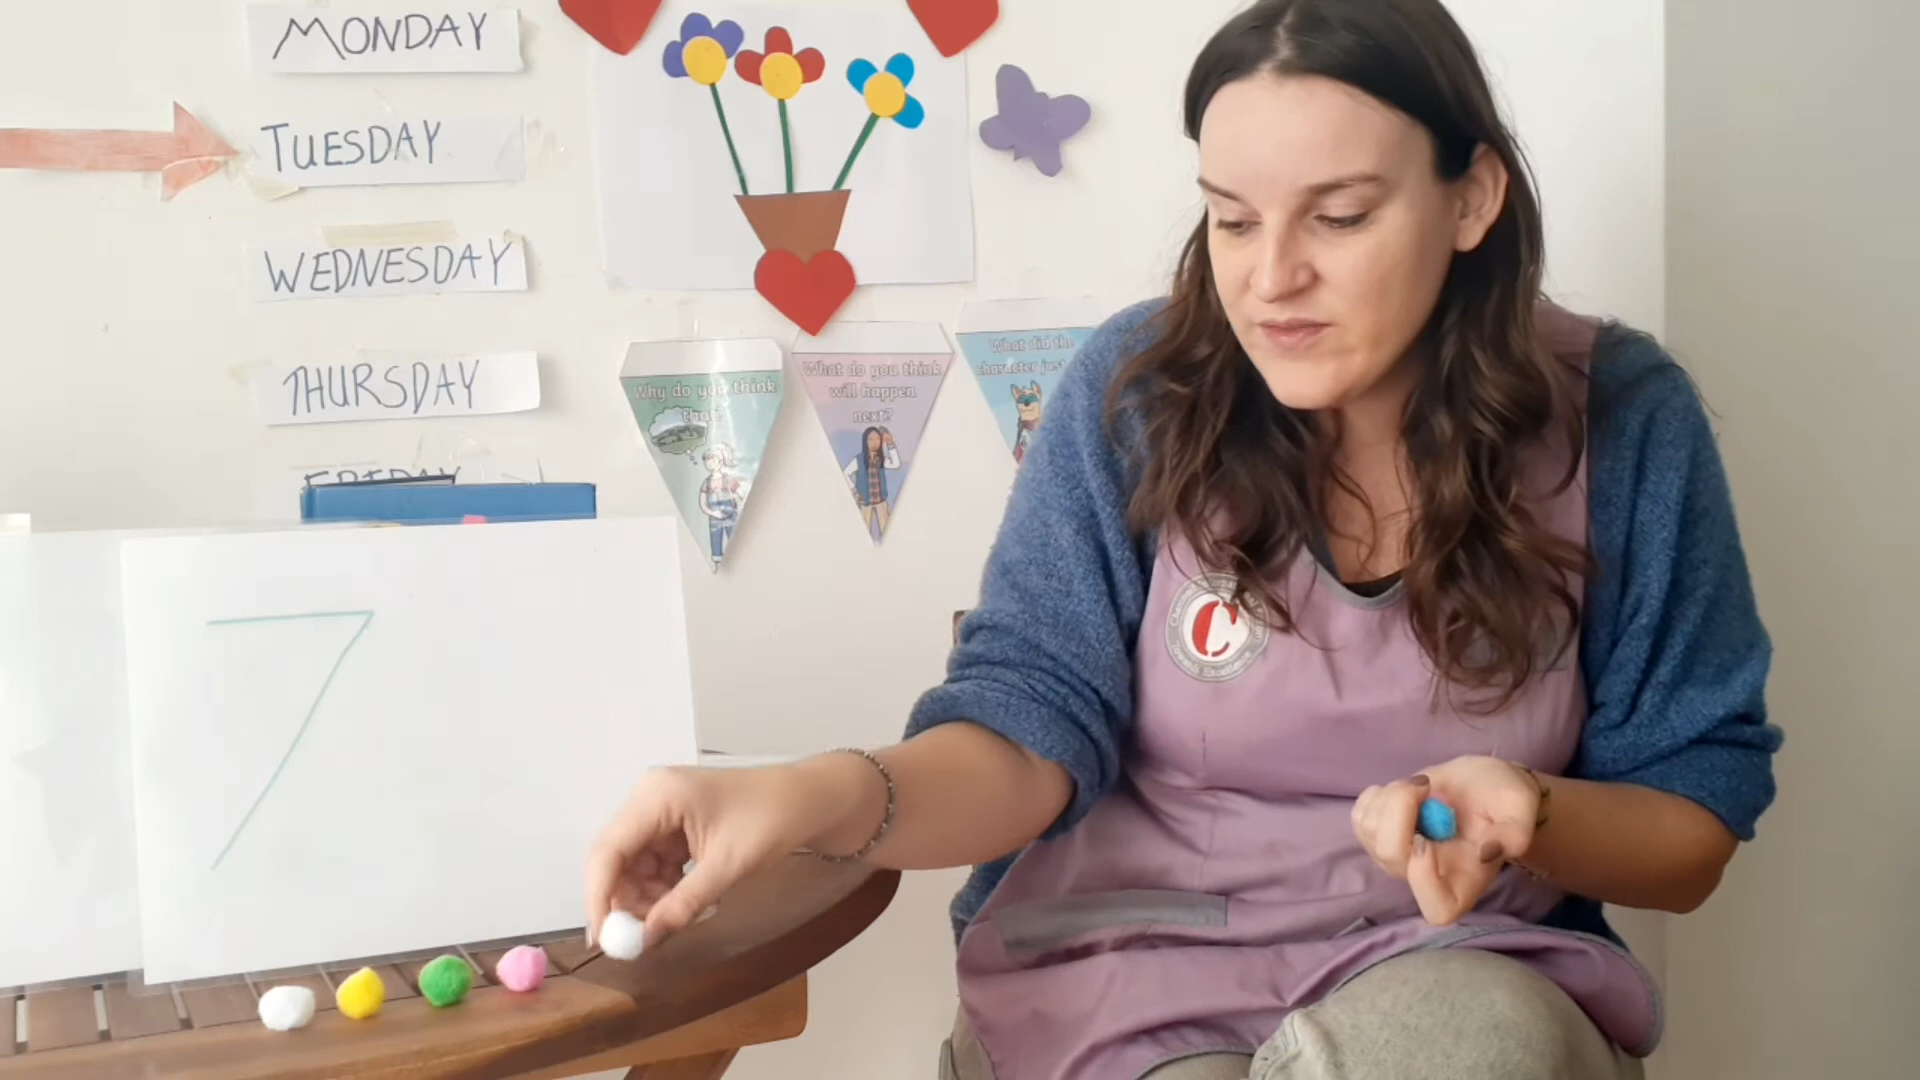 MONDAY
TUESDAY
WEDNESDAY
THURSDAY
FRIDAY
Why do you think
that?
What do you think
will happen
next?
What did the
character just
7
C